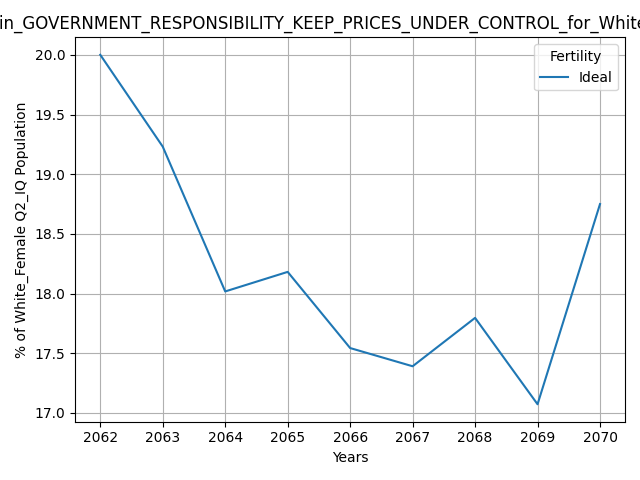 in_GOVERNMENT_RESPONSIBILITY_KEEP_PRICES_UNDER_CONTROL_for_White
Fertility
Ideal
20.0
19.5
19.0
18.5
18.0
17.5
17.0
% of White_Female Q2_IQ Population
2062 2063 2064 2065 2066 2067 2068 2069 2070
Years